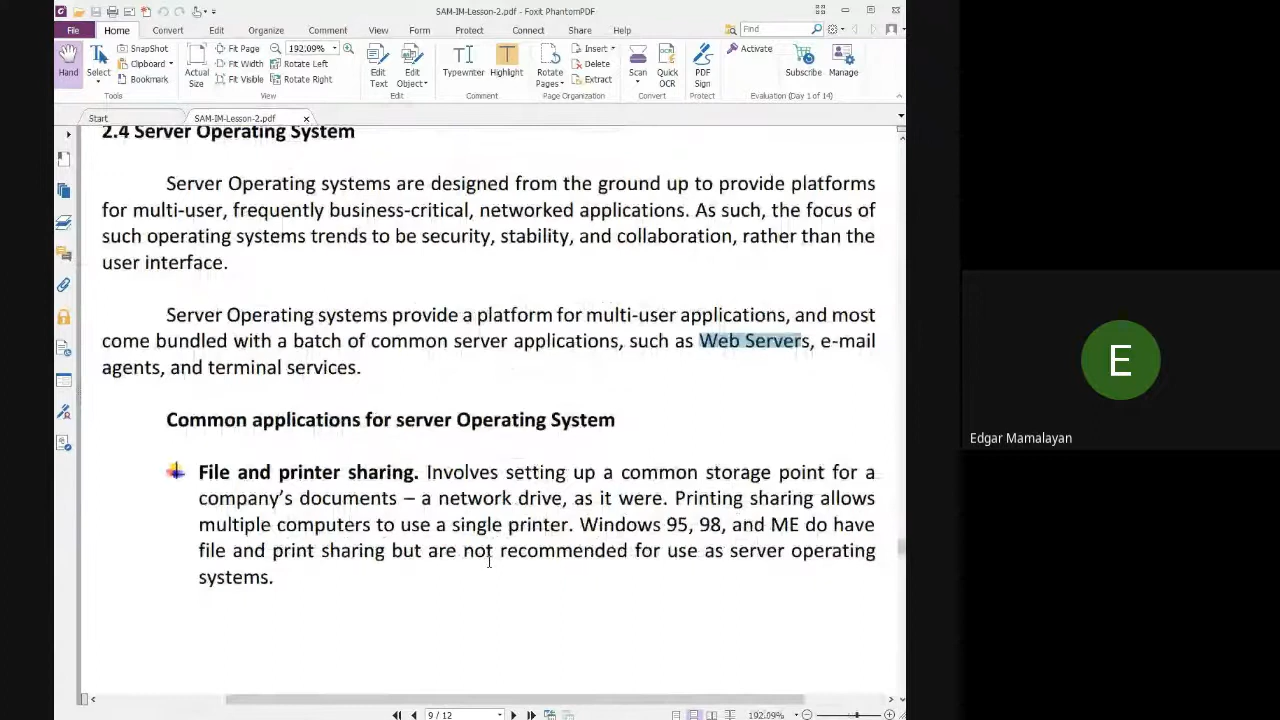 SAM-IM-Lesson-2.pdf - Foxit PhantomPDF
File Home Convert Edit Organize Comment View Form Protect Connect Share Help Find
SnapShot Fit Page 192.09% Insert Activate
Clipboard Fit Width Rotate Left Delete
Bookmark Fit Visible Rotate Right Extract
Hand Select Actual Size Edit Text Edit Object Typewriter Highlight Rotate Pages Scan Quick OCR PDF Sign Subscribe Manage
Tools View Edit Comment Page Organization Convert Protect Evaluation (Day 1 of 14)
Start SAM-IM-Lesson-2.pdf
2.4 Server Operating System
Server Operating systems are designed from the ground up to provide platforms
for multi-user, frequently business-critical, networked applications. As such, the focus of
such operating systems trends to be security, stability, and collaboration, rather than the
user interface.
Server Operating systems provide a platform for multi-user applications, and most
come bundled with a batch of common server applications, such as Web Servers, e-mail
agents, and terminal services.
Common applications for server Operating System
File and printer sharing. Involves setting up a common storage point for a
company's documents – a network drive, as it were. Printing sharing allows
multiple computers to use a single printer. Windows 95, 98, and ME do have
file and print sharing but are not recommended for use as server operating
systems.
9 / 12 192.09%
E
Edgar Mamalayan